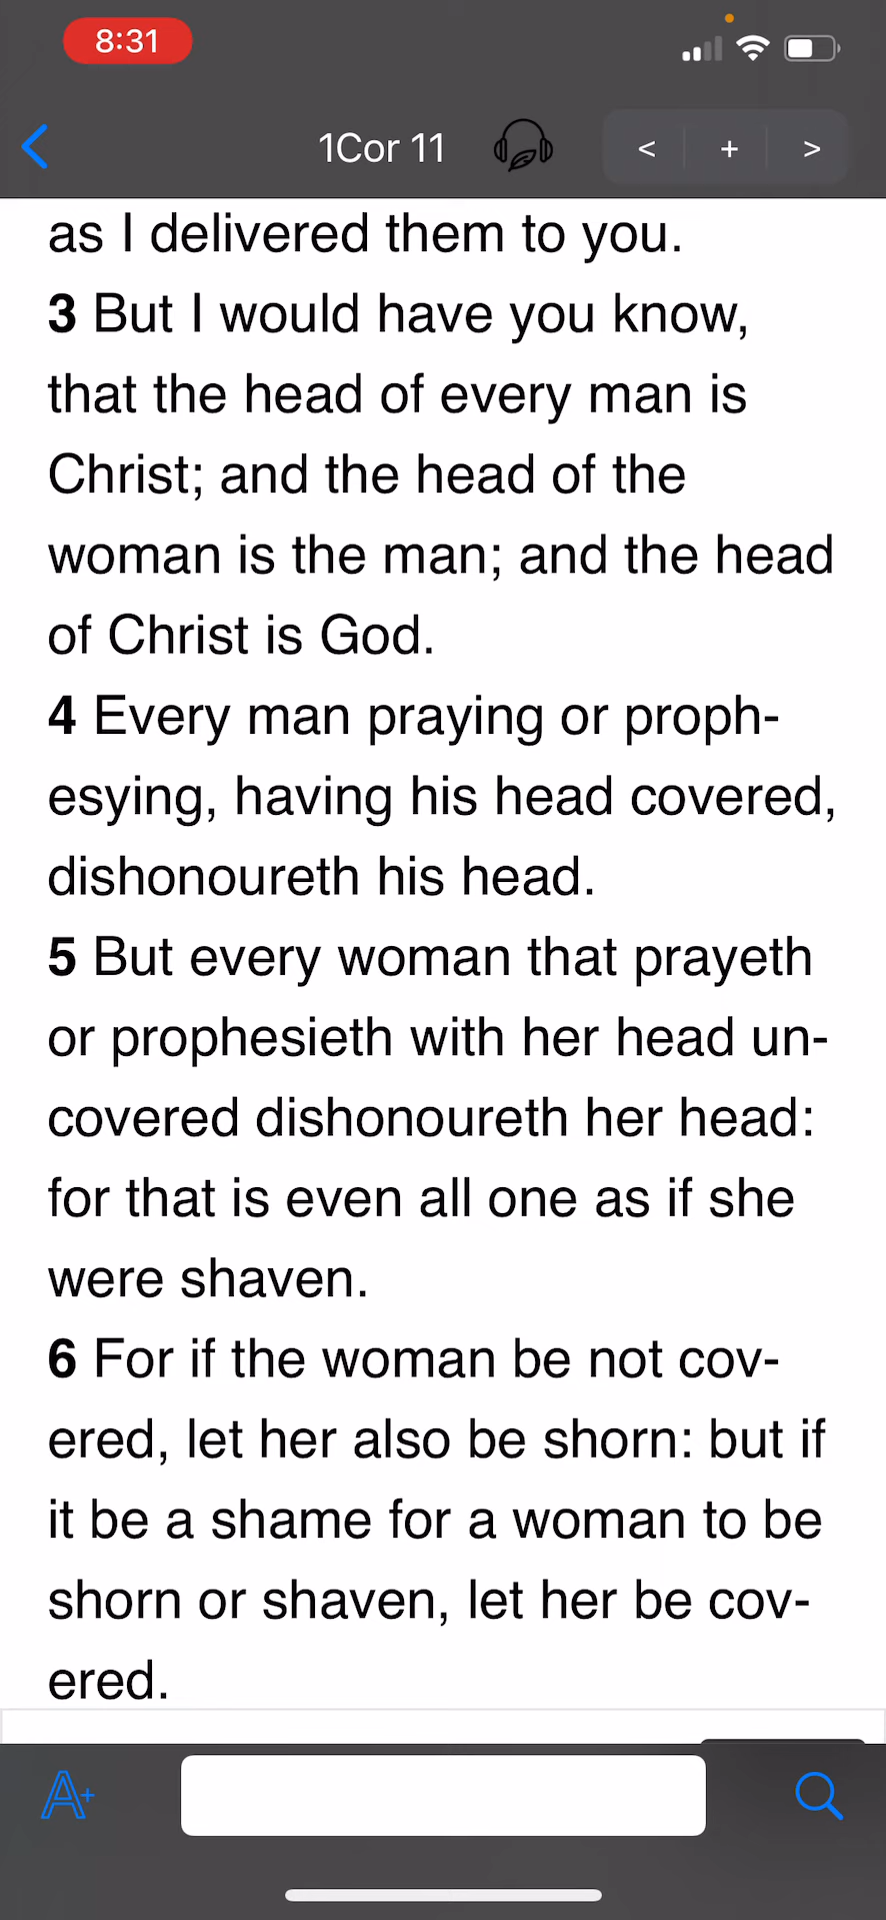 8:31
1Cor 11
< + >
as I delivered them to you.
3 But I would have you know,
that the head of every man is
Christ; and the head of the
woman is the man; and the head
of Christ is God.
4 Every man praying or proph-
esying, having his head covered,
dishonoureth his head.
5 But every woman that prayeth
or prophesieth with her head un-
covered dishonoureth her head:
for that is even all one as if she
were shaven.
6 For if the woman be not cov-
ered, let her also be shorn: but if
it be a shame for a woman to be
shorn or shaven, let her be cov-
ered.
A+